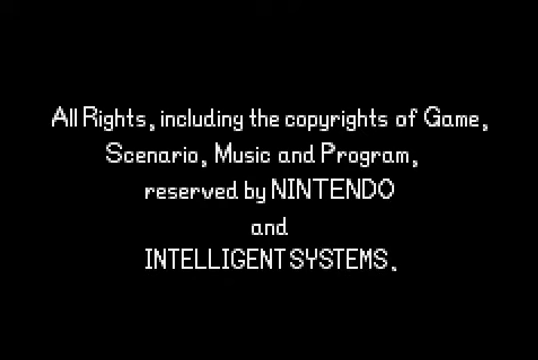 All Rights, including the copyrights of Game,
Scenario, Music and Program,
reserved by NINTENDO
and
INTELLIGENT SYSTEMS.